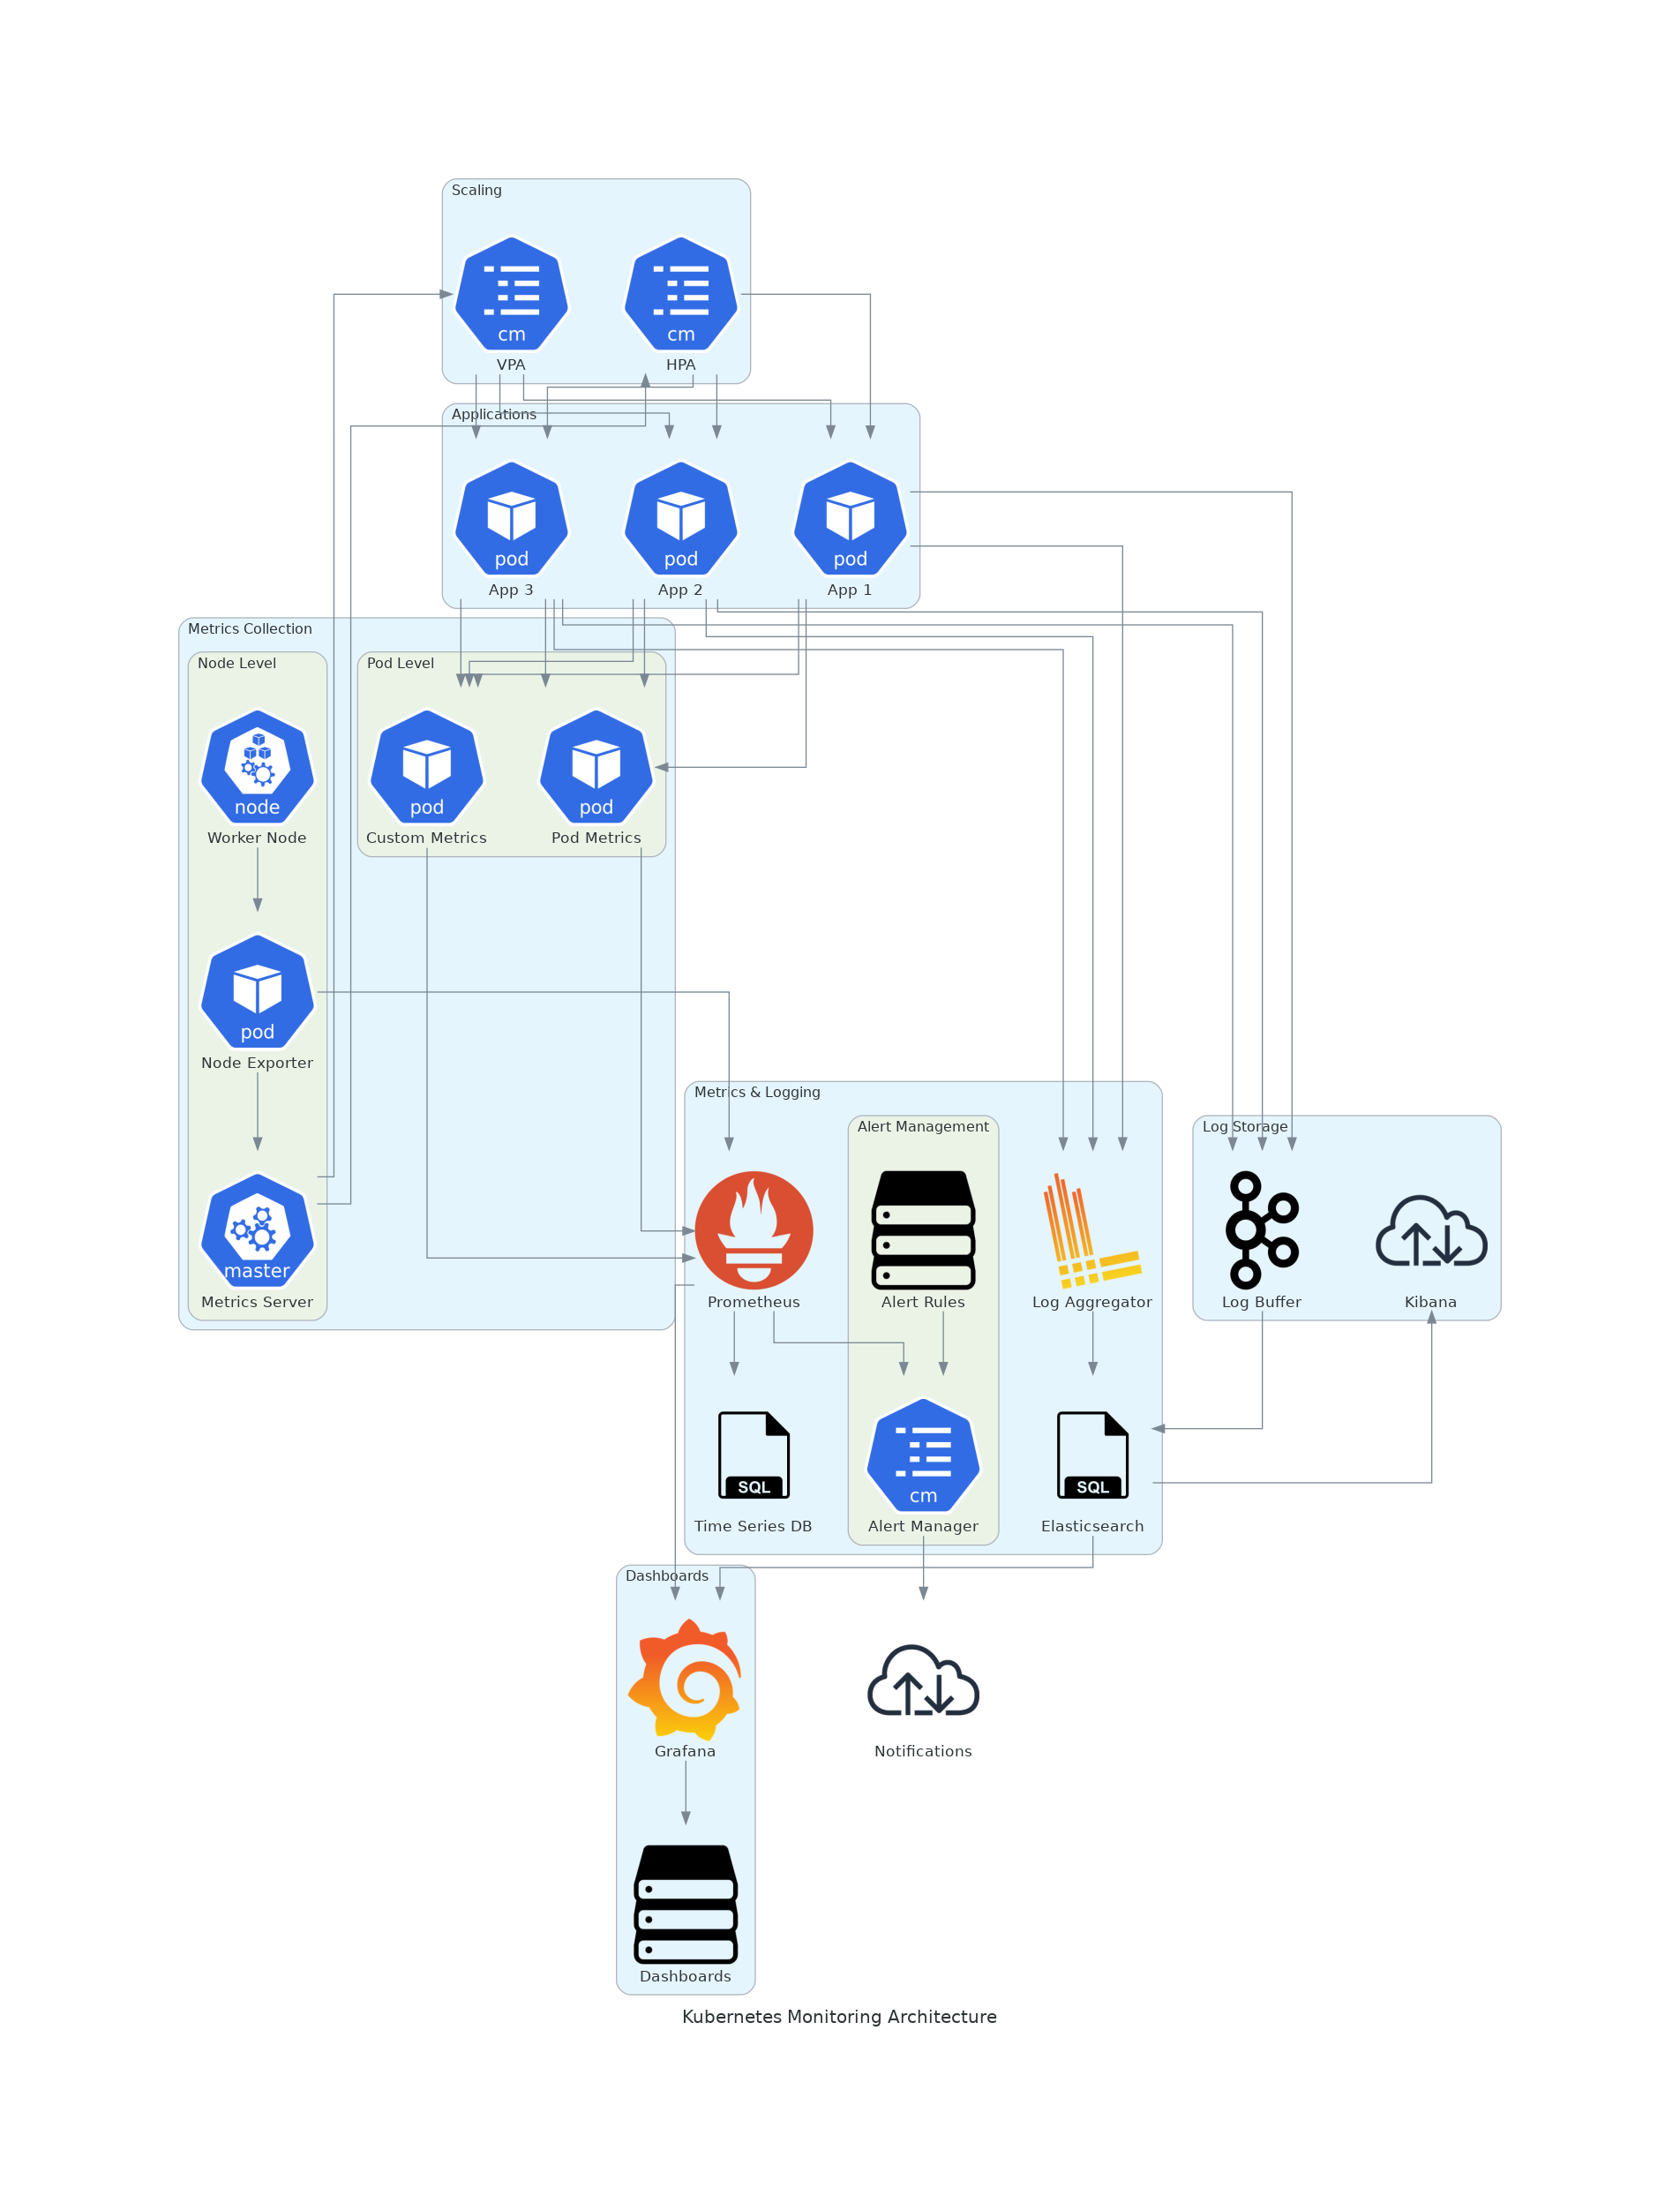 Scaling
cm
cm
VPA
HPA
Applications
pod
pod
pod
App 3
App 2
App 1
Metrics Collection
Node Level
Pod Level
node
pod
pod
Worker Node
Custom Metrics
Pod Metrics
pod
Node Exporter
Metrics & Logging
Alert Management
Log Storage
master
Metrics Server
Prometheus
Alert Rules
Log Aggregator
Log Buffer
Kibana
SQL
cm
SQL
Time Series DB
Alert Manager
Elasticsearch
Dashboards
Grafana
Notifications
Dashboards
Kubernetes Monitoring Architecture